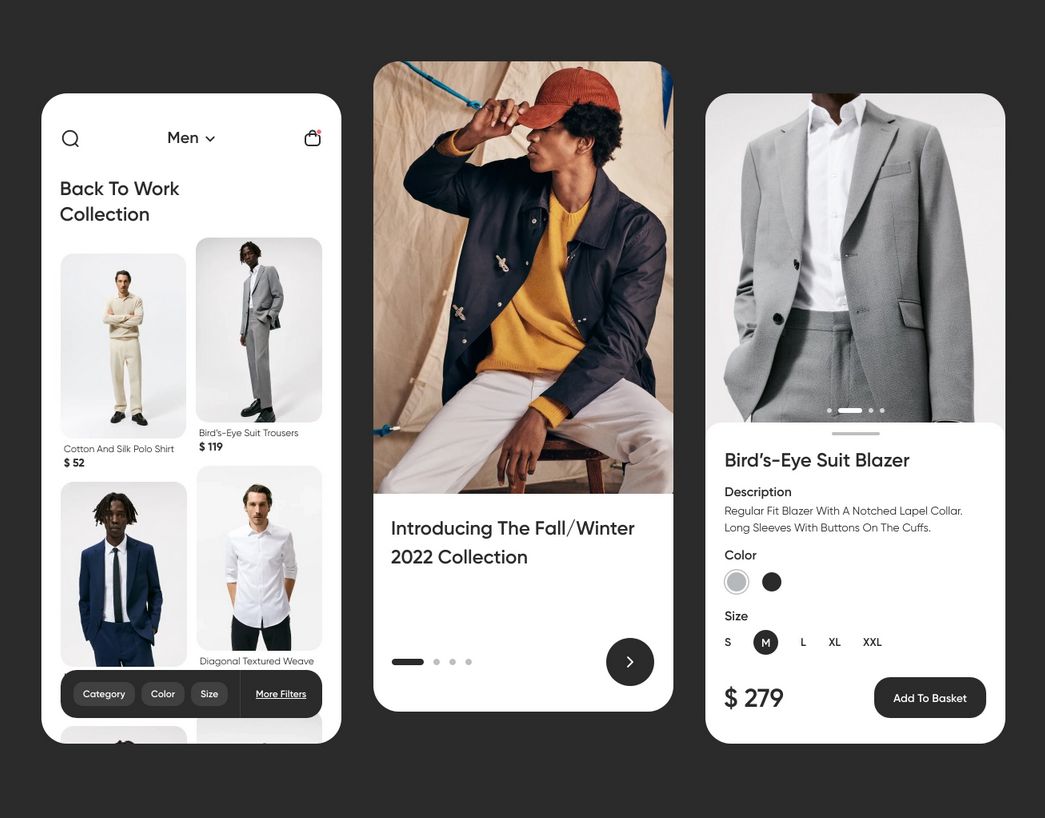 Men
Back To Work
Collection
Cotton And Silk Polo Shirt
$ 52
Bird's-Eye Suit Trousers
$ 119
Diagonal Textured Weave
Category
Color
Size
More Filters
Introducing The Fall/Winter
2022 Collection
Bird's-Eye Suit Blazer
Description
Regular Fit Blazer With A Notched Lapel Collar.
Long Sleeves With Buttons On The Cuffs.
Color
Size
S M L XL XXL
$ 279
Add To Basket